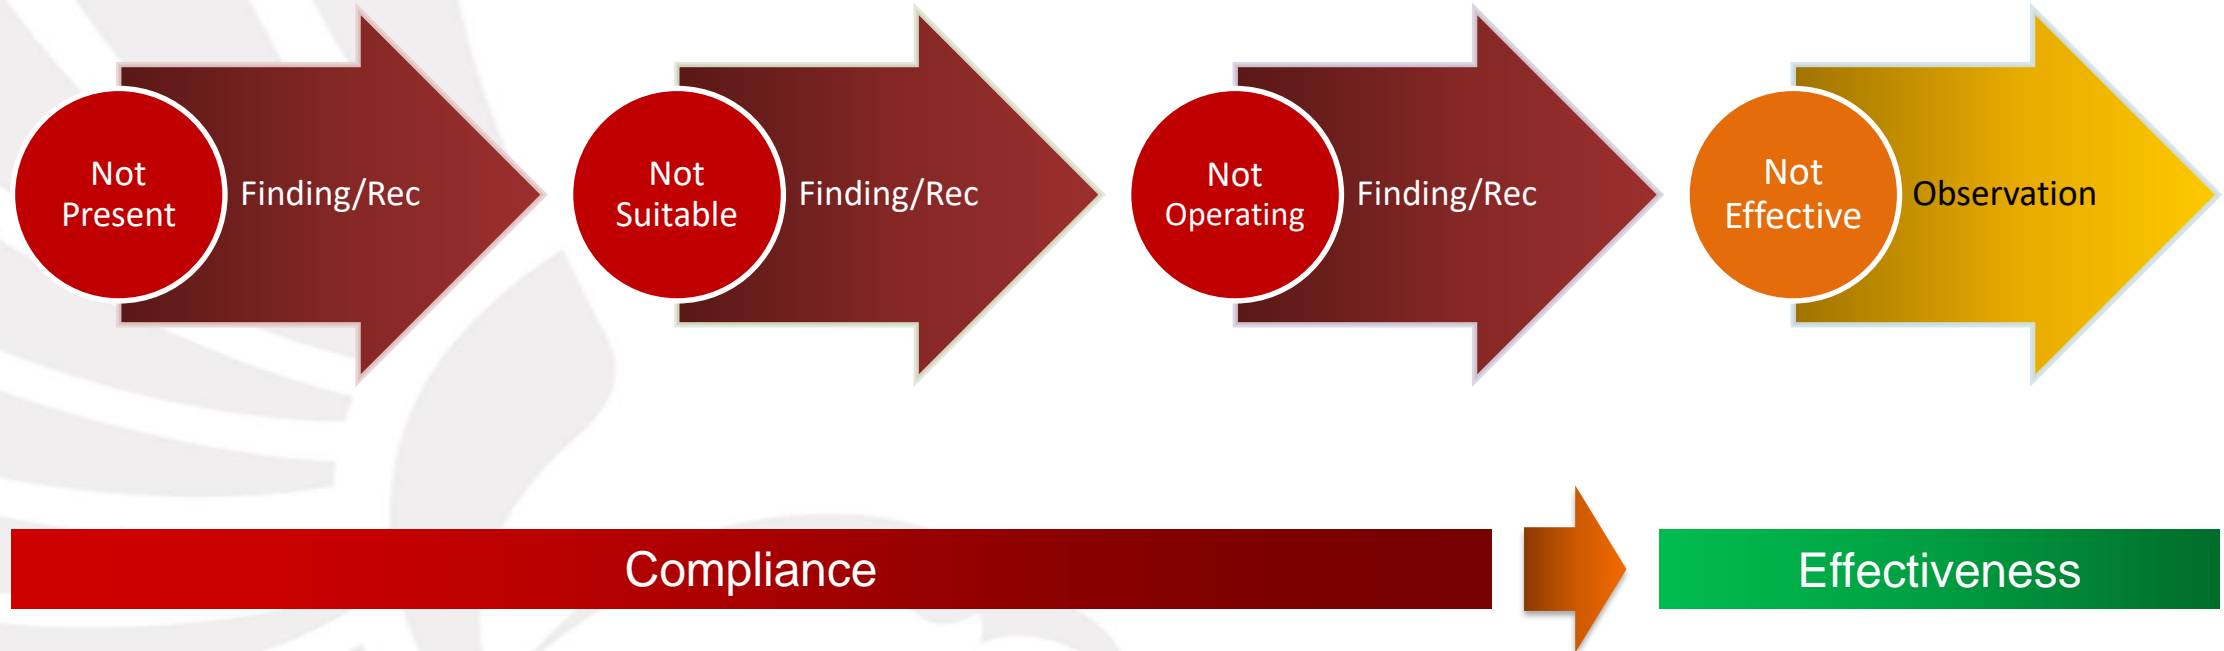 Not
Present
Finding/Rec
Not
Suitable
Finding/Rec
Not
Operating
Finding/Rec
Not
Effective
Observation
Compliance
Effectiveness